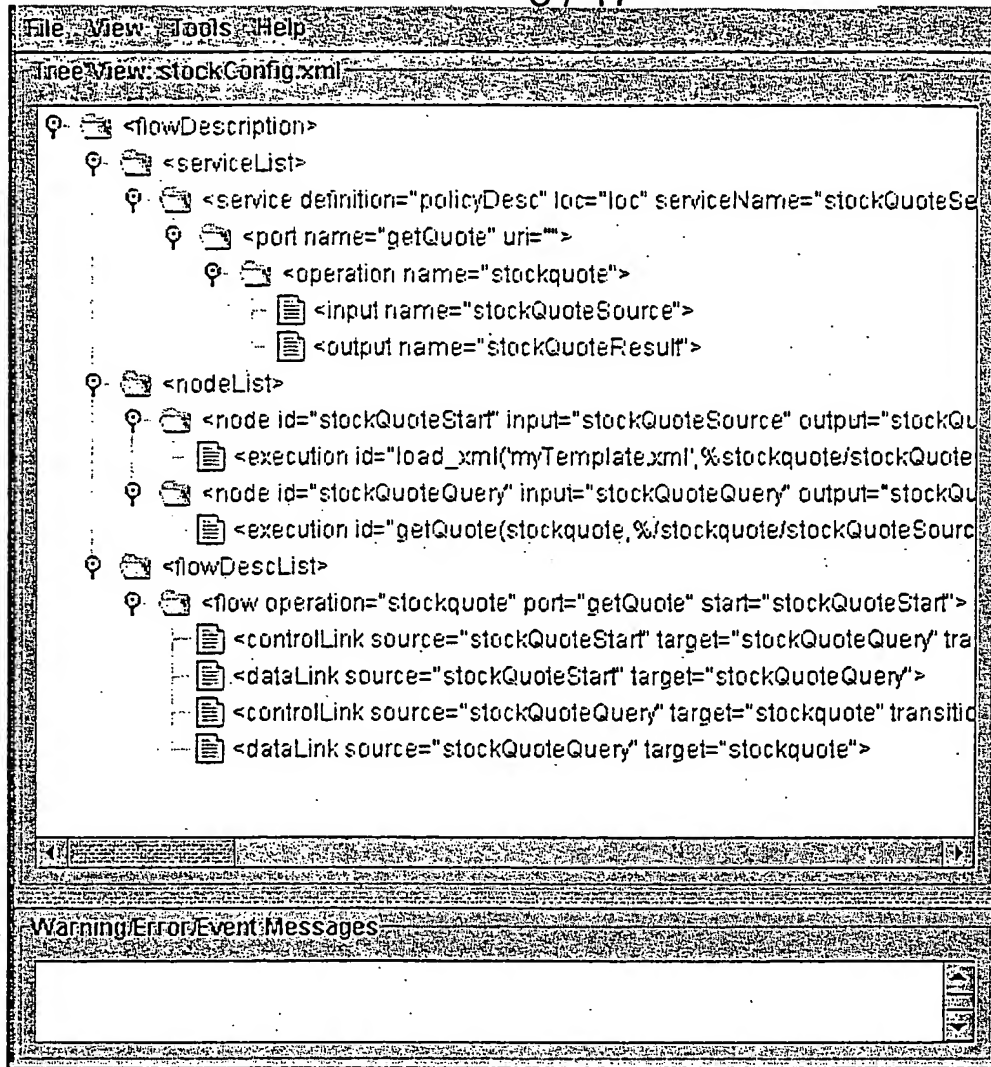 File View Tools Help
Tree View: stockConfig.xml
<flowDescription>
<serviceList>
<service definition="policyDesc" loc="loc" serviceName="stockQuoteSe
<port name="getQuote" uri="">
<operation name="stockquote">
<input name="stockQuoteSource">
<output name="stockQuoteResult">
<nodeList>
<node id="stockQuoteStart" input="stockQuoteSource" output="stockQu
<execution id="load_xml('myTemplate.xml',%stockquote/stockQuote
<node id="stockQuoteQuery" input="stockQuoteQuery" output="stockQu
<execution id="getQuote(stockquote,%/stockquote/stockQuoteSourc
<flowDescList>
<flow operation="stockquote" port="getQuote" start="stockQuoteStart">
<controlLink source="stockQuoteStart" target="stockQuoteQuery" tra
<dataLink source="stockQuoteStart" target="stockQuoteQuery">
<controlLink source="stockQuoteQuery" target="stockquote" transitio
<dataLink source="stockQuoteQuery" target="stockquote">
Warning/Error/Event Messages